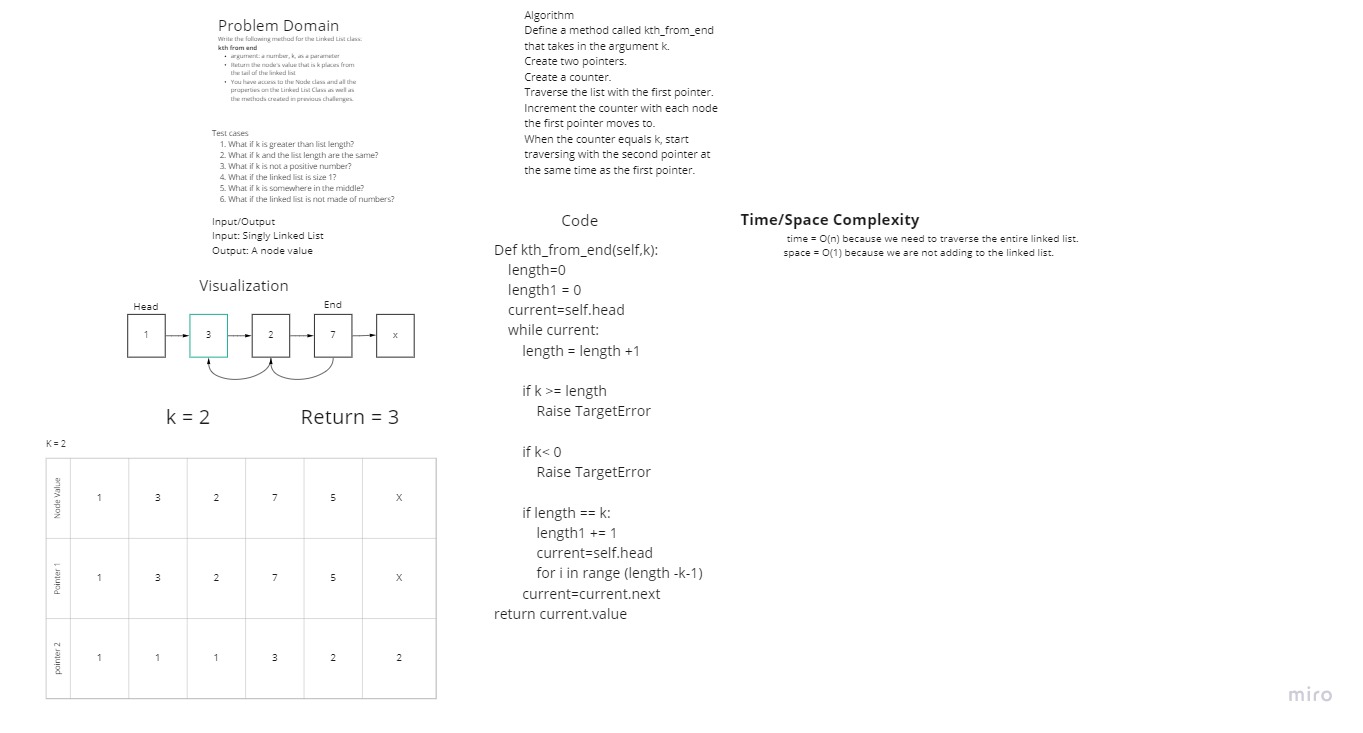 Problem Domain
Write the following method for the Linked List class:
kth from end
• argument: a number, k, as a parameter
• Return the node's value that is k places from
the tail of the linked list
• You have access to the Node class and all the
properties on the Linked List Class as well as
the methods created in previous challenges.
Test cases
1. What if k is greater than list length?
2. What if k and the list length are the same?
3. What if k is not a positive number?
4. What if the linked list is size 1?
5. What if k is somewhere in the middle?
6. What if the linked list is not made of numbers?
Input/Output
Input: Singly Linked List
Output: A node value
Visualization
Head End
1 3 2 7 x
k = 2 Return = 3
K = 2
Node Value 1 3 2 7 5 X
Pointer 1 1 3 2 7 5 X
pointer 2 1 1 1 3 2 2
Algorithm
Define a method called kth_from_end
that takes in the argument k.
Create two pointers.
Create a counter.
Traverse the list with the first pointer.
Increment the counter with each node
the first pointer moves to.
When the counter equals k, start
traversing with the second pointer at
the same time as the first pointer.
Code
Def kth_from_end(self,k):
length=0
length1 = 0
current=self.head
while current:
length = length +1
if k >= length
Raise TargetError
if k< 0
Raise TargetError
if length == k:
length1 += 1
current=self.head
for i in range (length -k-1)
current=current.next
return current.value
Time/Space Complexity
time = O(n) because we need to traverse the entire linked list.
space = O(1) because we are not adding to the linked list.
miro